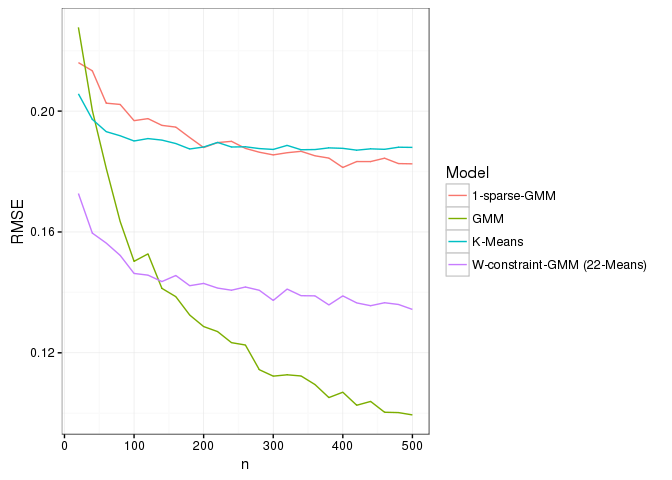 0.20
0.16
0.12
RMSE
0
100
200
300
400
500
n
Model
1-sparse-GMM
GMM
K-Means
W-constraint-GMM (22-Means)